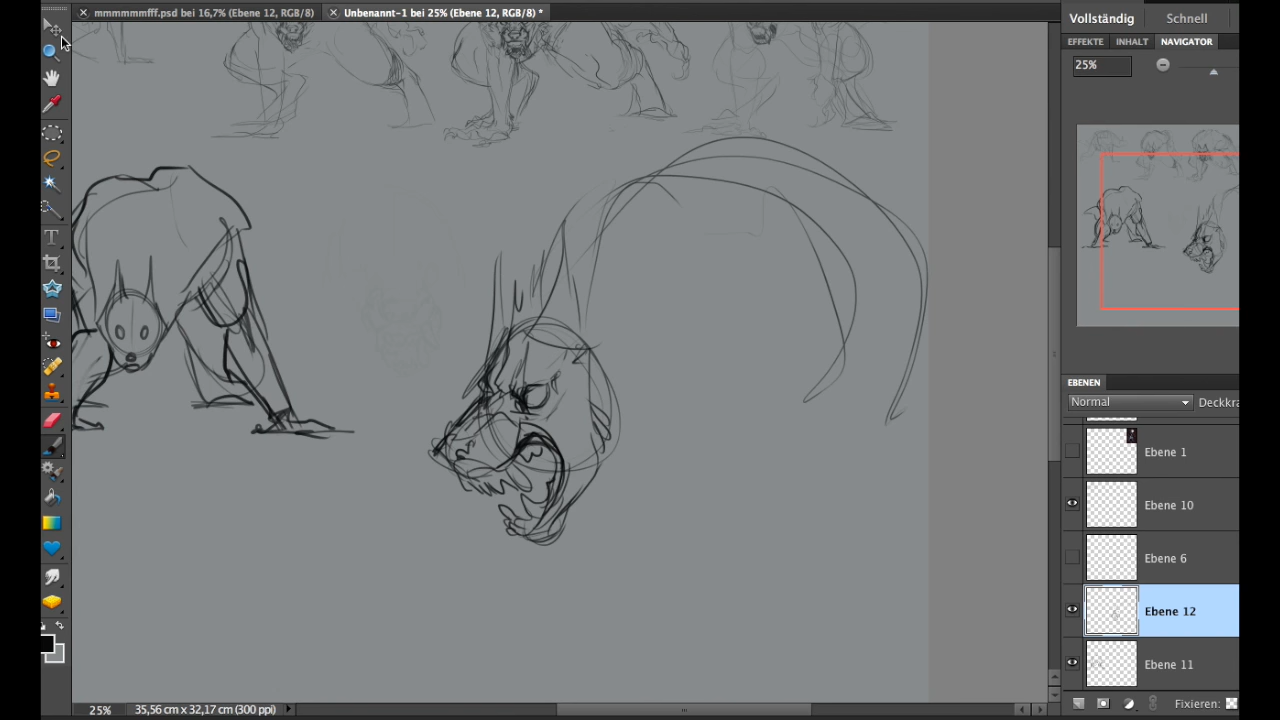 mmmmmmfff.psd bei 16,7% (Ebene 12, RGB/8)
Unbenannt-1 bei 25% (Ebene 12, RGB/8) *
Vollständig
Schnell
EFFEKTE
INHALT
NAVIGATOR
25%
EBENEN
Normal
Deckkra
Ebene 1
Ebene 10
Ebene 6
Ebene 12
Ebene 11
Fixieren:
25%
35,56 cm x 32,17 cm (300 ppi)